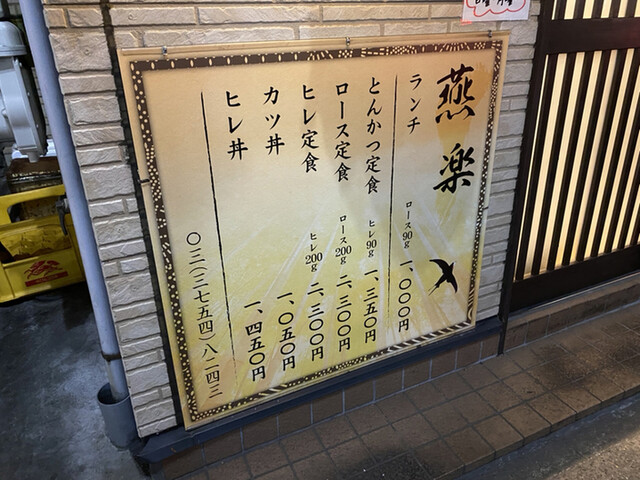 燕楽
ランチ ロース90g 一、〇〇〇円
とんかつ定食 ヒレ90g 一、三五〇円
ロース定食 ロース200g 二、三〇〇円
ヒレ定食 ヒレ200g 二、三〇〇円
カツ丼 一、〇五〇円
ヒレ丼 一、四五〇円
〇三(三七五四)八二四三